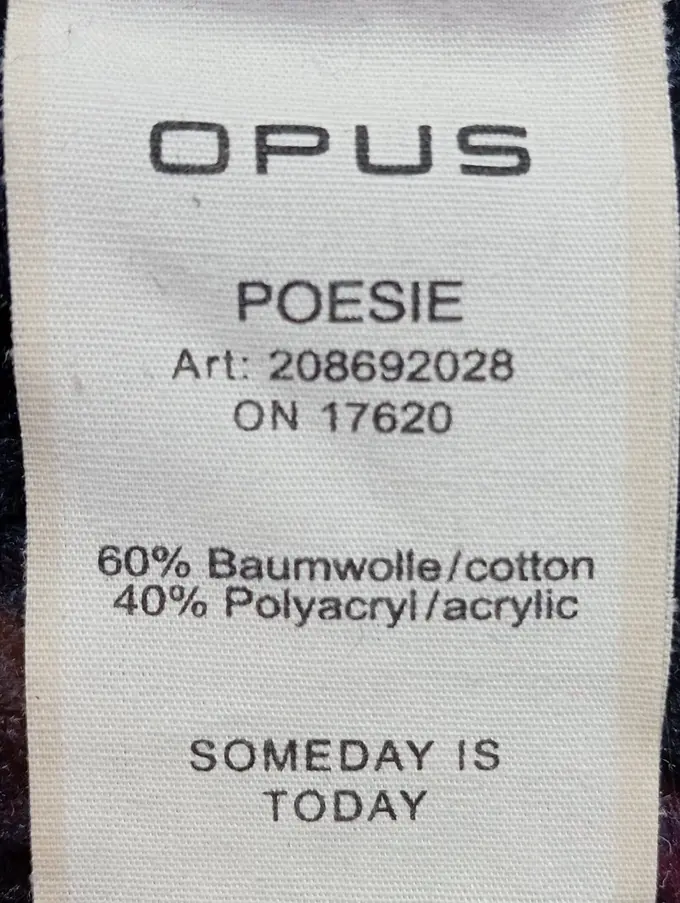 OPUS
POESIE
Art: 208692028
ON 17620
60% Baumwolle/cotton
40% Polyacryl/acrylic
SOMEDAY IS
TODAY